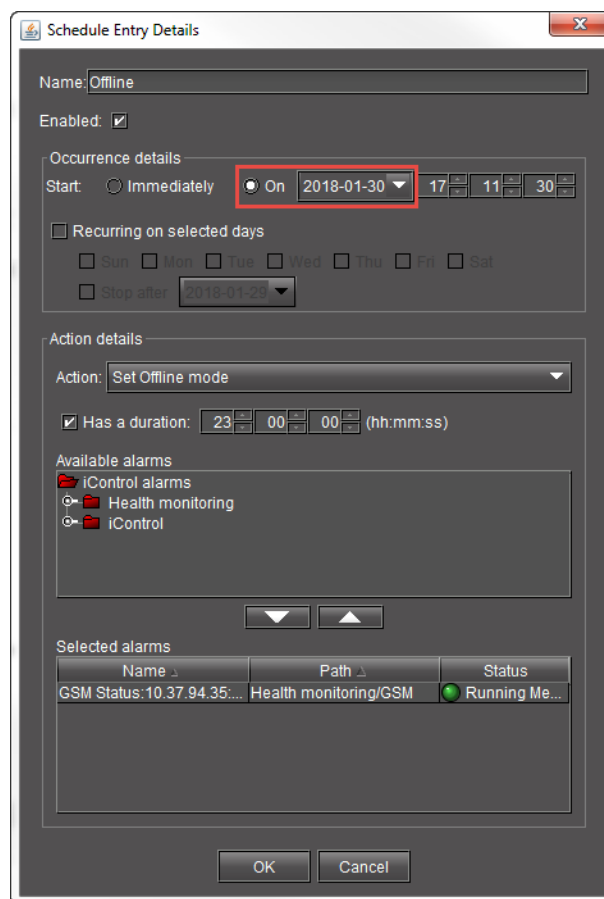 Schedule Entry Details
Name: Offline
Enabled:
Occurrence details
Start: Immediately On 2018-01-30 17 11 30
Recurring on selected days
Sun Mon Tue Wed Thu Fri Sat
Stop after 2018-01-29
Action details
Action: Set Offline mode
Has a duration: 23 00 00 (hh:mm:ss)
Available alarms
iControl alarms
Health monitoring
iControl
Selected alarms
Name Path Status
GSM Status:10.37.94.35:... Health monitoring/GSM Running Me...
OK Cancel